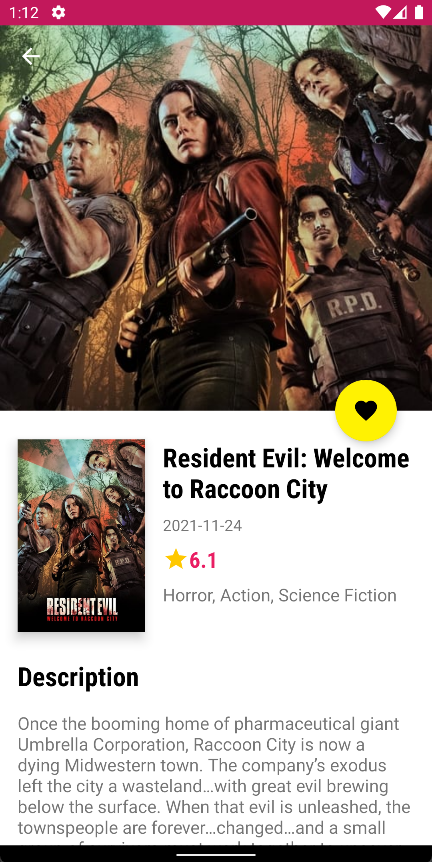 1:12
R.P.D.
Resident Evil: Welcome
to Raccoon City
2021-11-24
6.1
Horror, Action, Science Fiction
RESIDENT EVIL
WELCOME TO RACCOON CITY
Description
Once the booming home of pharmaceutical giant
Umbrella Corporation, Raccoon City is now a
dying Midwestern town. The company’s exodus
left the city a wasteland…with great evil brewing
below the surface. When that evil is unleashed, the
townspeople are forever…changed…and a small